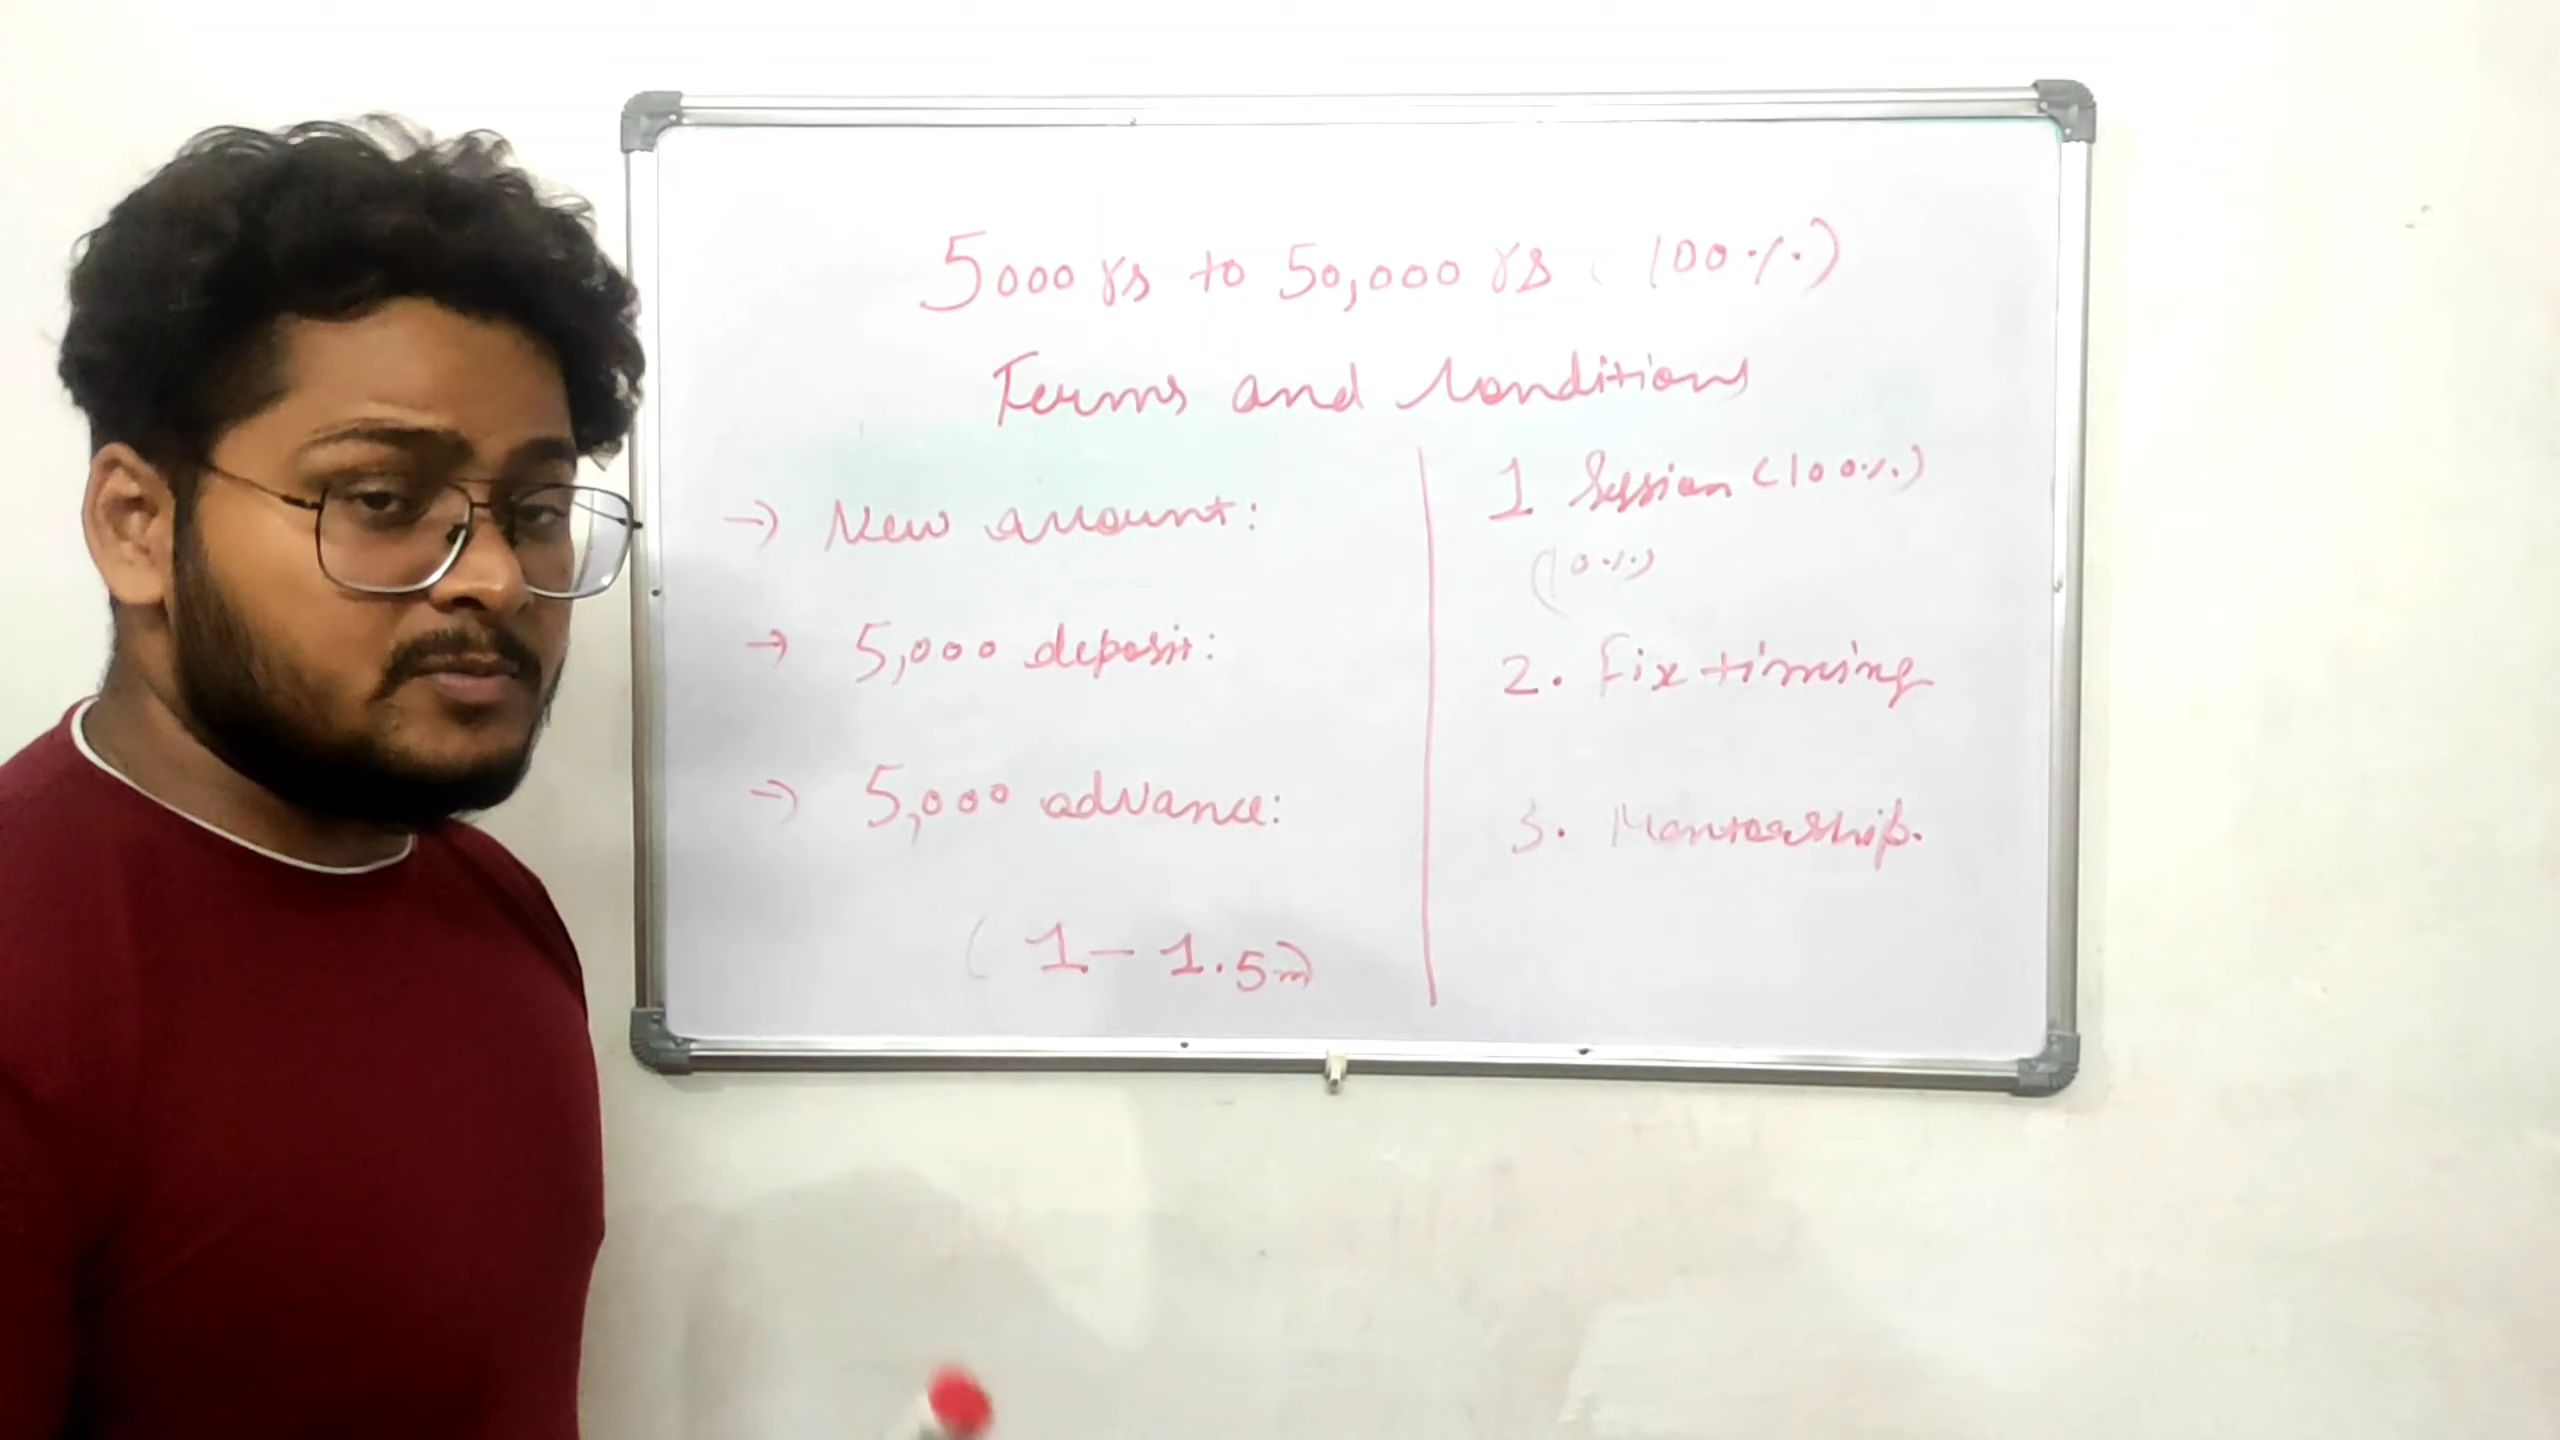 5000 rs to 50,000 rs (100%)
Terms and Conditions
→ New account:
→ 5,000 deposit:
→ 5,000 advance:
(1 - 1.5m)
1 Session (100%)
(10%)
2. Fix timing
3. Mentorship.